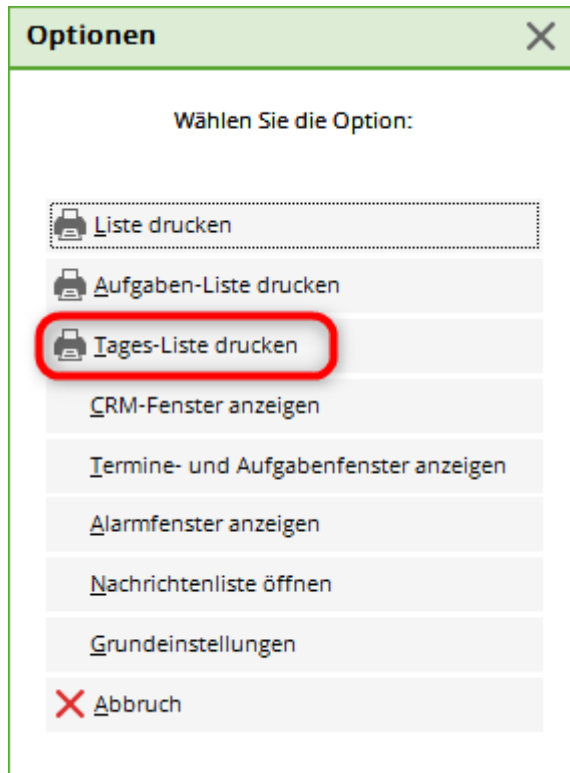 Optionen
Wählen Sie die Option:
Liste drucken
Aufgaben-Liste drucken
Tages-Liste drucken
CRM-Fenster anzeigen
Termine- und Aufgabenfenster anzeigen
Alarmfenster anzeigen
Nachrichtenliste öffnen
Grundeinstellungen
Abbruch